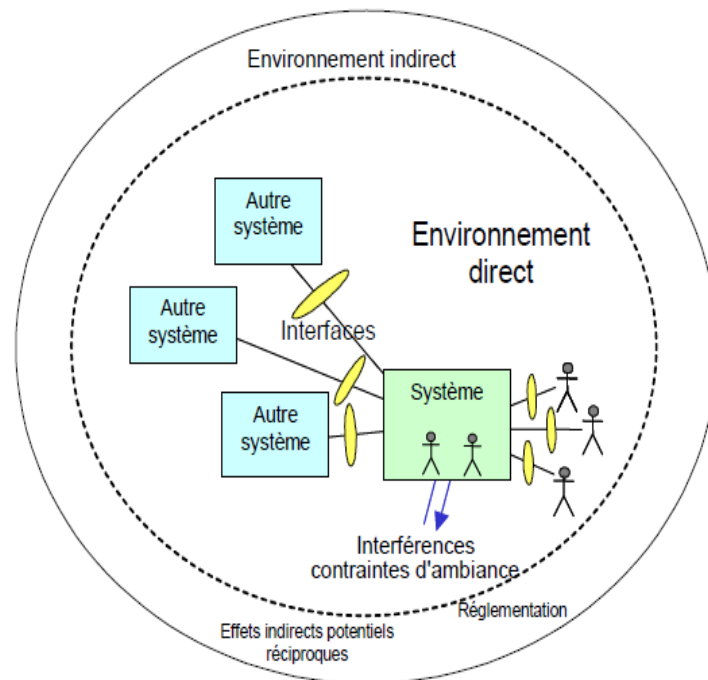 Environnement indirect
Autre
système
Environnement
direct
Autre
système
Interfaces
Autre
système
Système
Interférences
contraintes d'ambiance
Réglementation
Effets indirects potentiels
réciproques